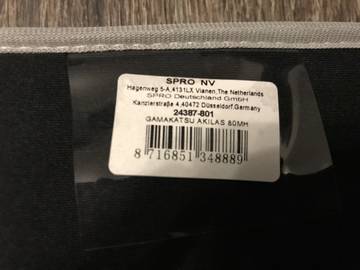 SPRO NV
Hagenweg 5-A,4131LX Vianen,The Netherlands
SPRO Deutschland GmbH
Kanzlerstraße 4,40472 Düsseldorf,Germany
24387-801
GAMAKATSU AKILAS 80MH
8 716851 348889